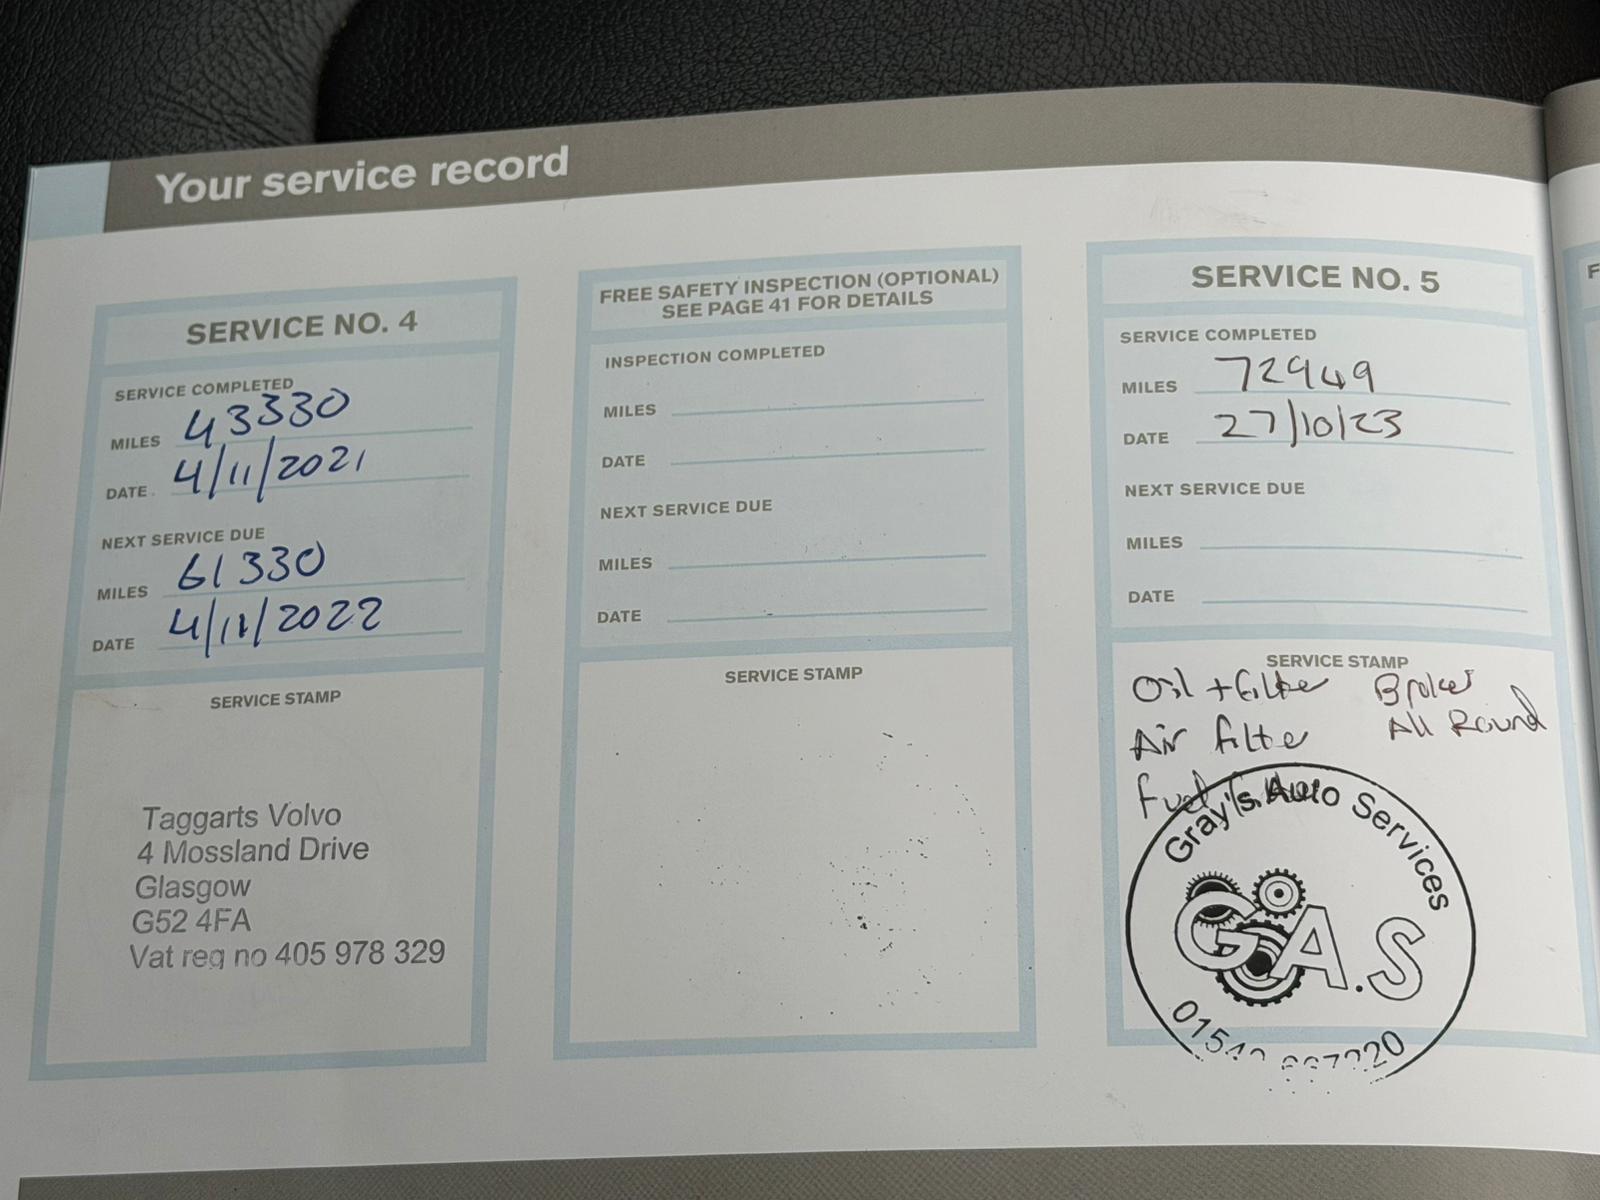 Your service record
SERVICE NO. 4
SERVICE COMPLETED
MILES 43330
DATE 4/11/2021
NEXT SERVICE DUE
MILES 61330
DATE 4/11/2022
SERVICE STAMP
Taggarts Volvo
4 Mossland Drive
Glasgow
G52 4FA
Vat reg no 405 978 329
FREE SAFETY INSPECTION (OPTIONAL)
SEE PAGE 41 FOR DETAILS
INSPECTION COMPLETED
MILES
DATE
NEXT SERVICE DUE
MILES
DATE
SERVICE STAMP
SERVICE NO. 5
SERVICE COMPLETED
MILES 72949
DATE 27/10/23
NEXT SERVICE DUE
MILES
DATE
SERVICE STAMP
Oil + filter
Air filter
Fuel
All Round
Gray's Auto Services
G.A.S
F